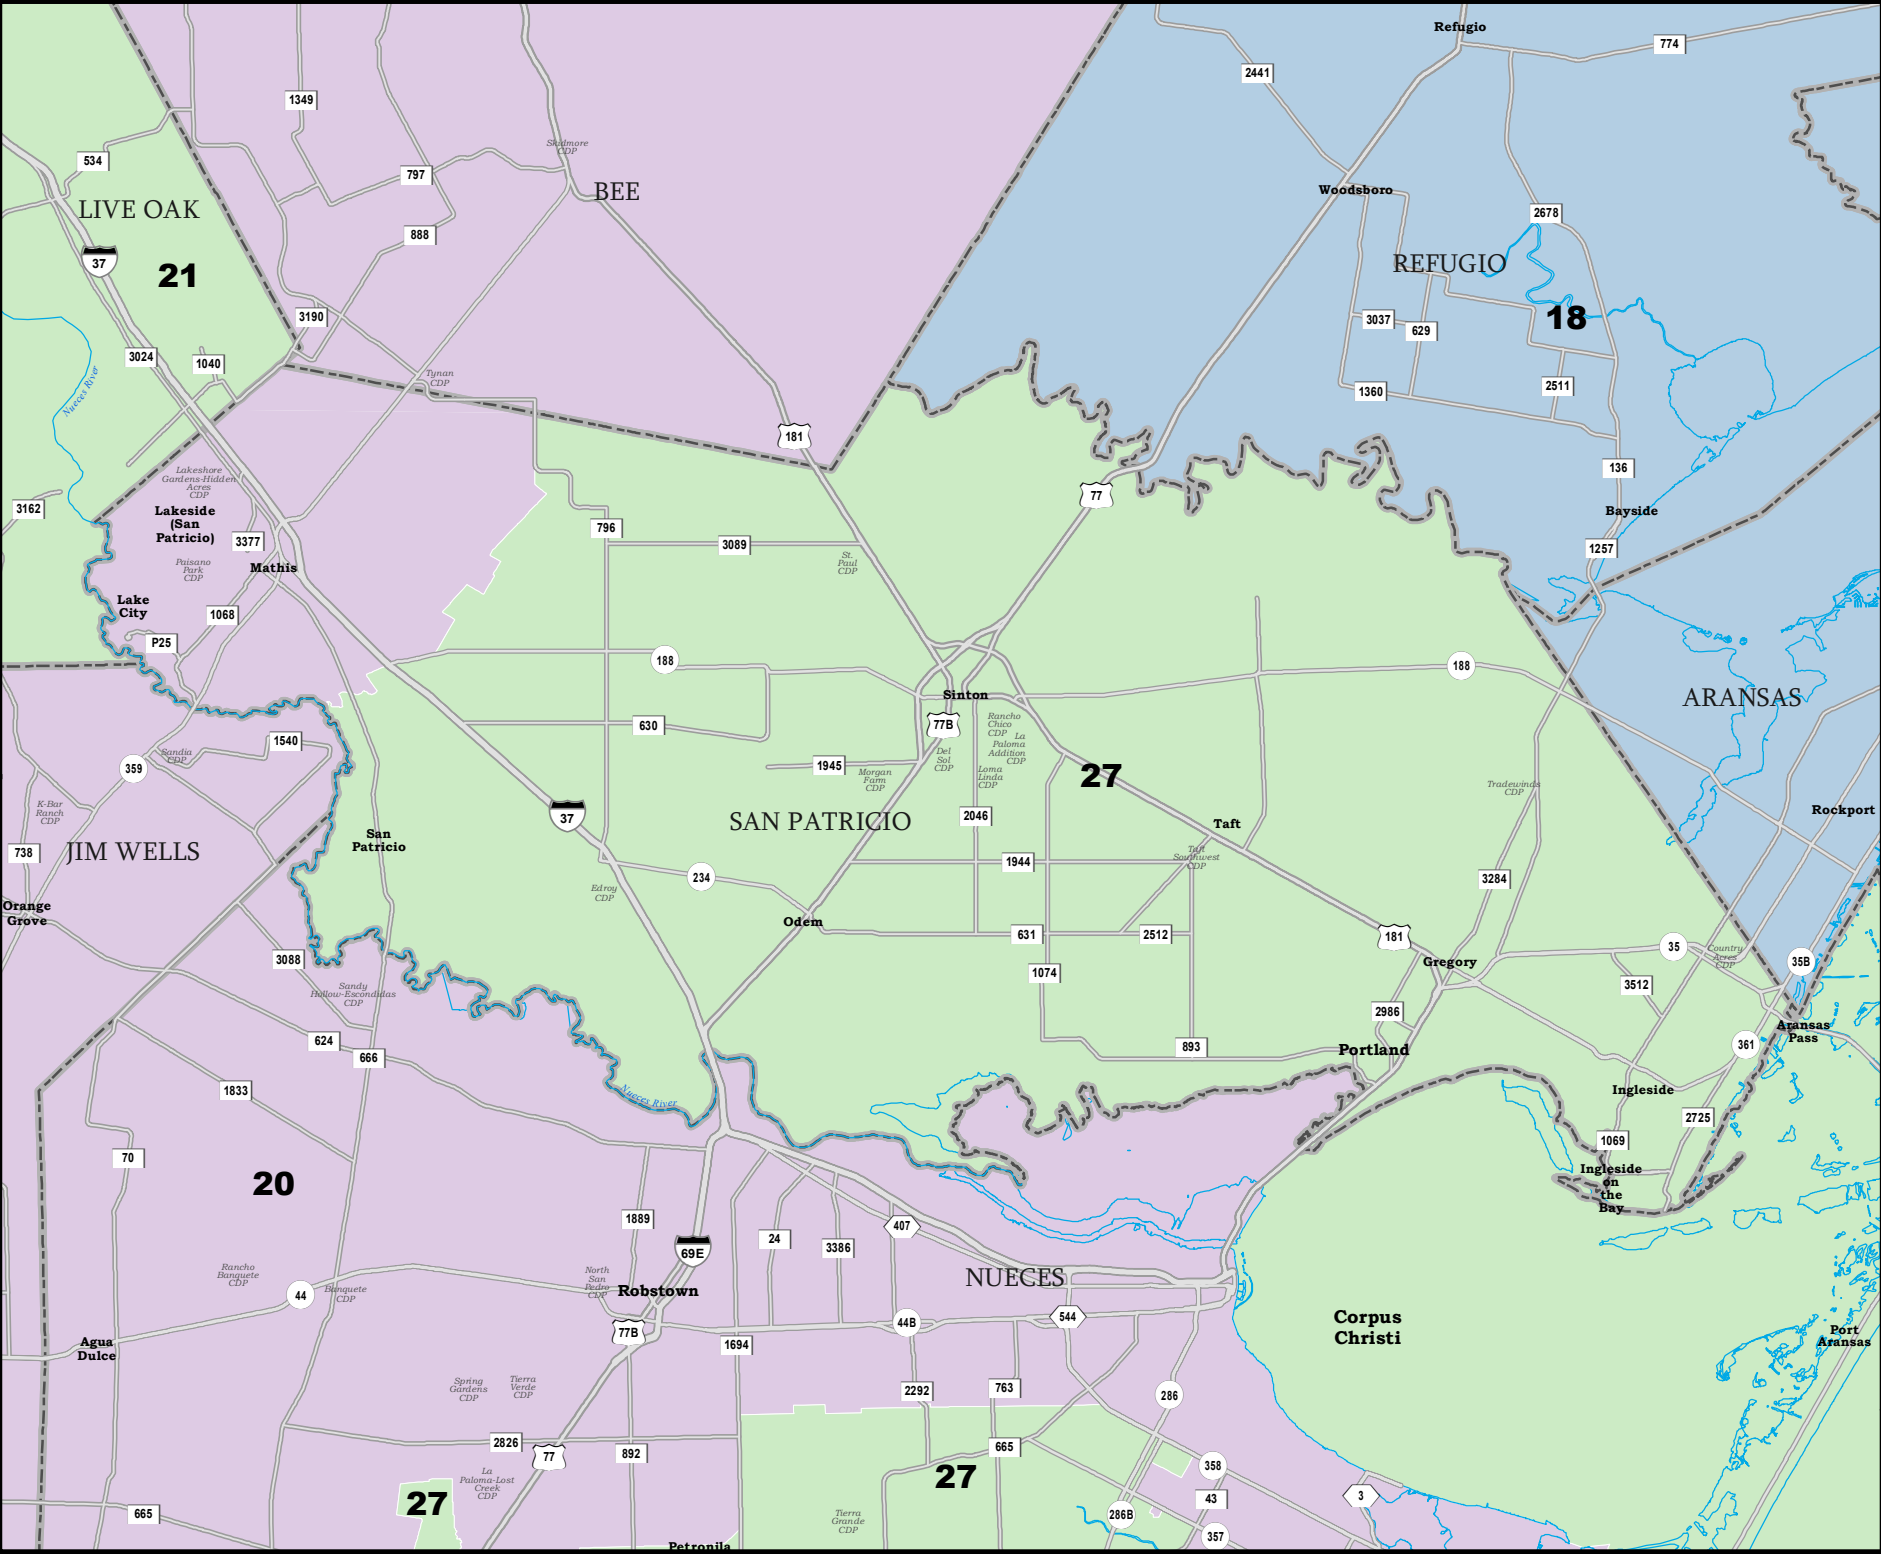 Refugio
774
2441
1349
534
Skidmore
CDP
797
BEE
Woodsboro
LIVE OAK
2678
888
37
21
REFUGIO
3190
18
3037
629
3024
1040
Nueces River
Tynan
CDP
2511
1360
181
136
Lakeshore
Gardens-Hidden
Acres
CDP
77
3162
Lakeside
(San
Patricio)
Bayside
796
3377
3089
1257
St.
Paul
CDP
Paisano
Park
CDP
Mathis
Lake
City
1068
P25
188
188
Sinton
ARANSAS
77B
630
Rancho
Chico
CDP
La
Paloma
Addition
CDP
1540
Sandia
CDP
Del
Sol
CDP
359
1945
Morgan
Farm
CDP
Loma
Linda
CDP
27
Tradewinds
CDP
K-Bar
Ranch
CDP
37
SAN PATRICIO
2046
Taft
Rockport
San
Patricio
738
JIM WELLS
Taft
Southwest
CDP
1944
234
3284
Edroy
CDP
Orange
Grove
Odem
631
2512
181
35
Country
Acres
CDP
35B
3088
Gregory
1074
3512
Sandy
Hollow-Escondidas
CDP
2986
Aransas
Pass
624
666
893
Portland
361
1833
Nueces River
Ingleside
2725
1069
70
20
Ingleside
on
the
Bay
1889
407
24
3386
69E
Rancho
Banquete
CDP
North
San
Pedro
CDP
NUECES
Robstown
44
Banquete
CDP
544
Corpus
Christi
44B
77B
Agua
Dulce
1694
Port
Aransas
Spring
Gardens
CDP
Tierra
Verde
CDP
2292
763
286
2826
77
892
665
358
La
Paloma-Lost
Creek
CDP
27
27
43
3
665
Tierra
Grande
CDP
286B
357
Petronila